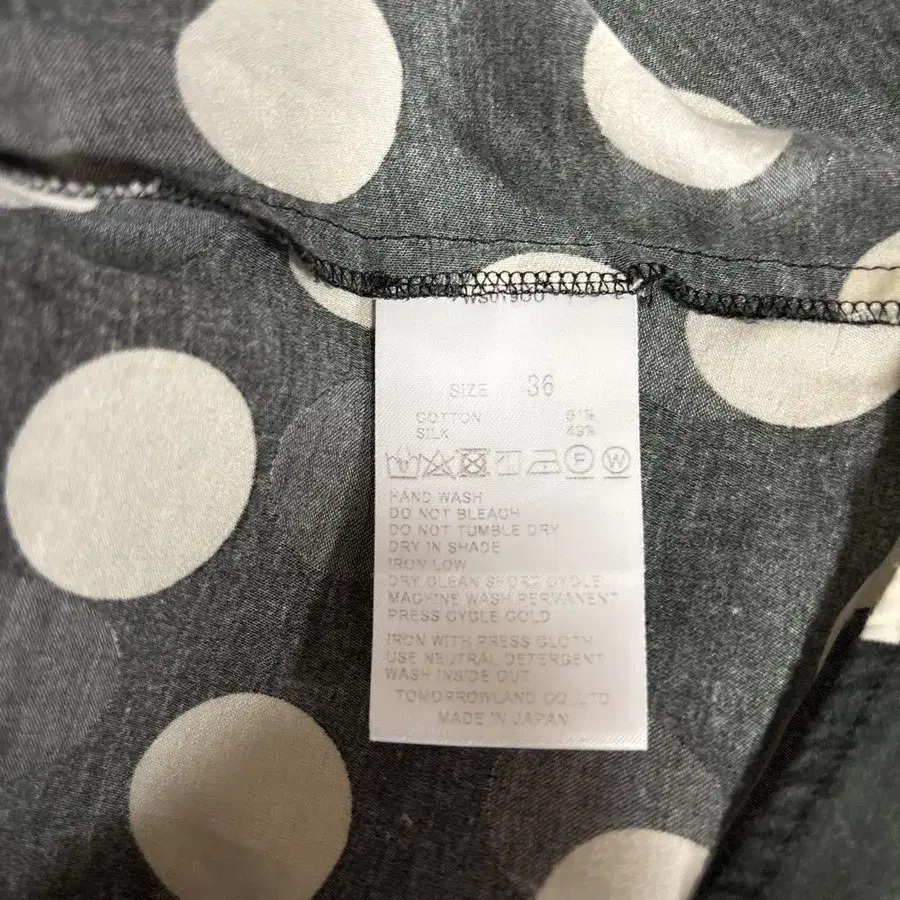 SIZE 36
COTTON 51%
SILK 49%
F W
HAND WASH
DO NOT BLEACH
DO NOT TUMBLE DRY
DRY IN SHADE
IRON LOW
DRY CLEAN SHORT CYCLE
MACHINE WASH PERMANENT
PRESS CYCLE COLD
IRON WITH PRESS CLOTH
USE NEUTRAL DETERGENT
WASH INSIDE OUT
TOMORROWLAND CO.,LTD.
MADE IN JAPAN